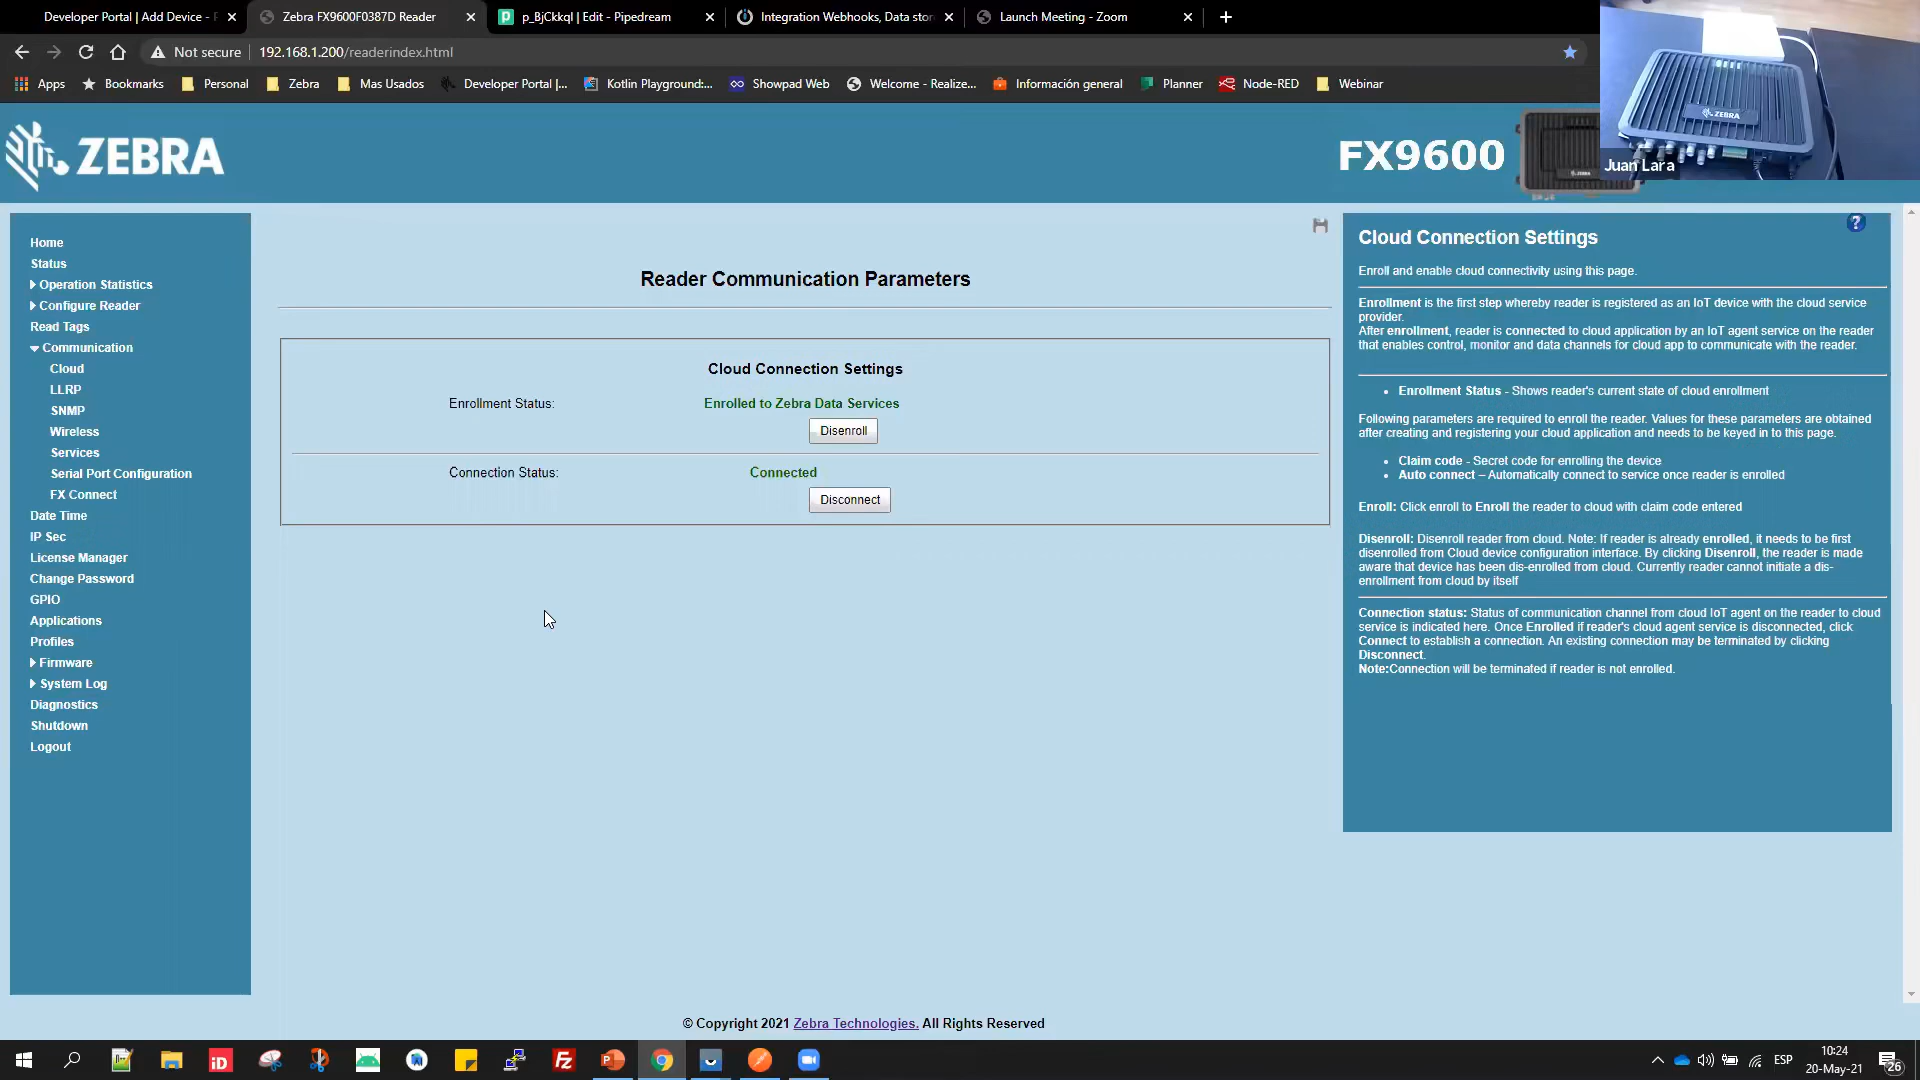 Developer Portal | Add Device -
Zebra FX9600F0387D Reader
p_BjCkkql | Edit - Pipedream
Integration Webhooks, Data stor
Launch Meeting - Zoom
Not secure
192.168.1.200/readerindex.html
Apps
Bookmarks
Personal
Zebra
Mas Usados
Developer Portal |...
Kotlin Playground:...
Showpad Web
Welcome - Realize...
Información general
Planner
Node-RED
Webinar
ZEBRA
FX9600
ZEBRA
Juan Lara
Home
Status
Operation Statistics
Configure Reader
Read Tags
Communication
Cloud
LLRP
SNMP
Wireless
Services
Serial Port Configuration
FX Connect
Date Time
IP Sec
License Manager
Change Password
GPIO
Applications
Profiles
Firmware
System Log
Diagnostics
Shutdown
Logout
Reader Communication Parameters
Cloud Connection Settings
Enrollment Status:
Enrolled to Zebra Data Services
Disenroll
Connection Status:
Connected
Disconnect
?
Cloud Connection Settings
Enroll and enable cloud connectivity using this page.
Enrollment is the first step whereby reader is registered as an IoT device with the cloud service
provider.
After enrollment, reader is connected to cloud application by an IoT agent service on the reader
that enables control, monitor and data channels for cloud app to communicate with the reader.
• Enrollment Status - Shows reader's current state of cloud enrollment
Following parameters are required to enroll the reader. Values for these parameters are obtained
after creating and registering your cloud application and needs to be keyed in to this page.
• Claim code - Secret code for enrolling the device
• Auto connect – Automatically connect to service once reader is enrolled
Enroll: Click enroll to Enroll the reader to cloud with claim code entered
Disenroll: Disenroll reader from cloud. Note: If reader is already enrolled, it needs to be first
disenrolled from Cloud device configuration interface. By clicking Disenroll, the reader is made
aware that device has been dis-enrolled from cloud. Currently reader cannot initiate a dis-
enrollment from cloud by itself
Connection status: Status of communication channel from cloud IoT agent on the reader to cloud
service is indicated here. Once Enrolled if reader's cloud agent service is disconnected, click
Connect to establish a connection. An existing connection may be terminated by clicking
Disconnect.
Note:Connection will be terminated if reader is not enrolled.
© Copyright 2021 Zebra Technologies. All Rights Reserved
ESP
10:24
20-May-21
26